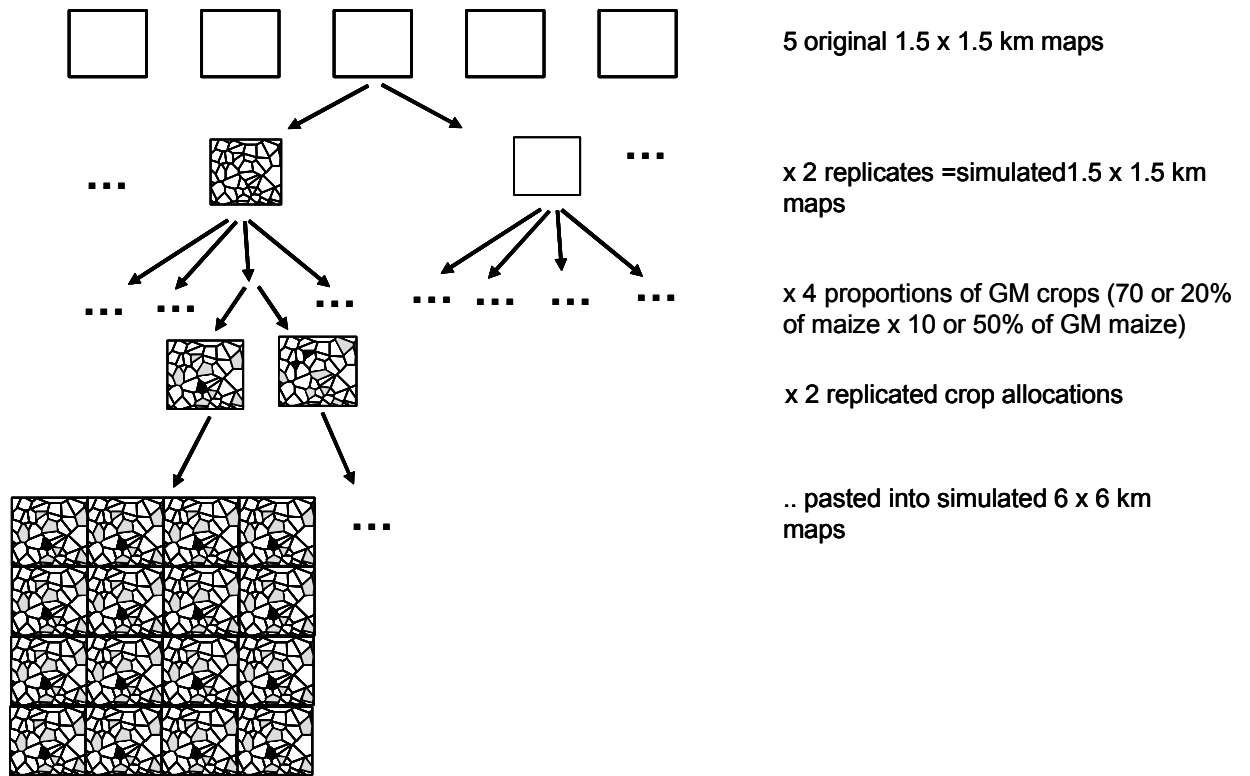 5 original 1.5 x 1.5 km maps
x 2 replicates =simulated1.5 x 1.5 km
maps
x 4 proportions of GM crops (70 or 20%
of maize x 10 or 50% of GM maize)
x 2 replicated crop allocations
.. pasted into simulated 6 x 6 km
maps